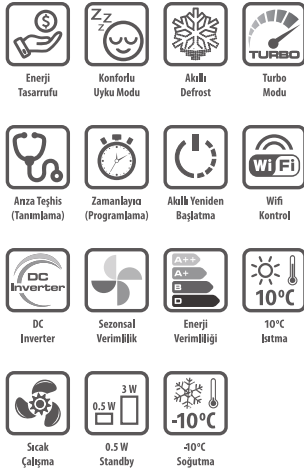 $
Z Z Z
TURBO
Enerji Konforlu Akıllı Turbo
Tasarrufu Uyku Modu Defrost Modu
WiFi
Arıza Teşhis Zamanlayıcı Akıllı Yeniden Wifi
(Tanımlama) (Programlama) Başlatma Kontrol
DC
Inverter
A++
A+
B
D
10°C
DC Sezonsal Enerji 10°C
Inverter Verimlilik Verimliliği Isıtma
0.5 W
3 W
-10°C
Sıcak 0.5 W -10°C
Çalışma Standby Soğutma